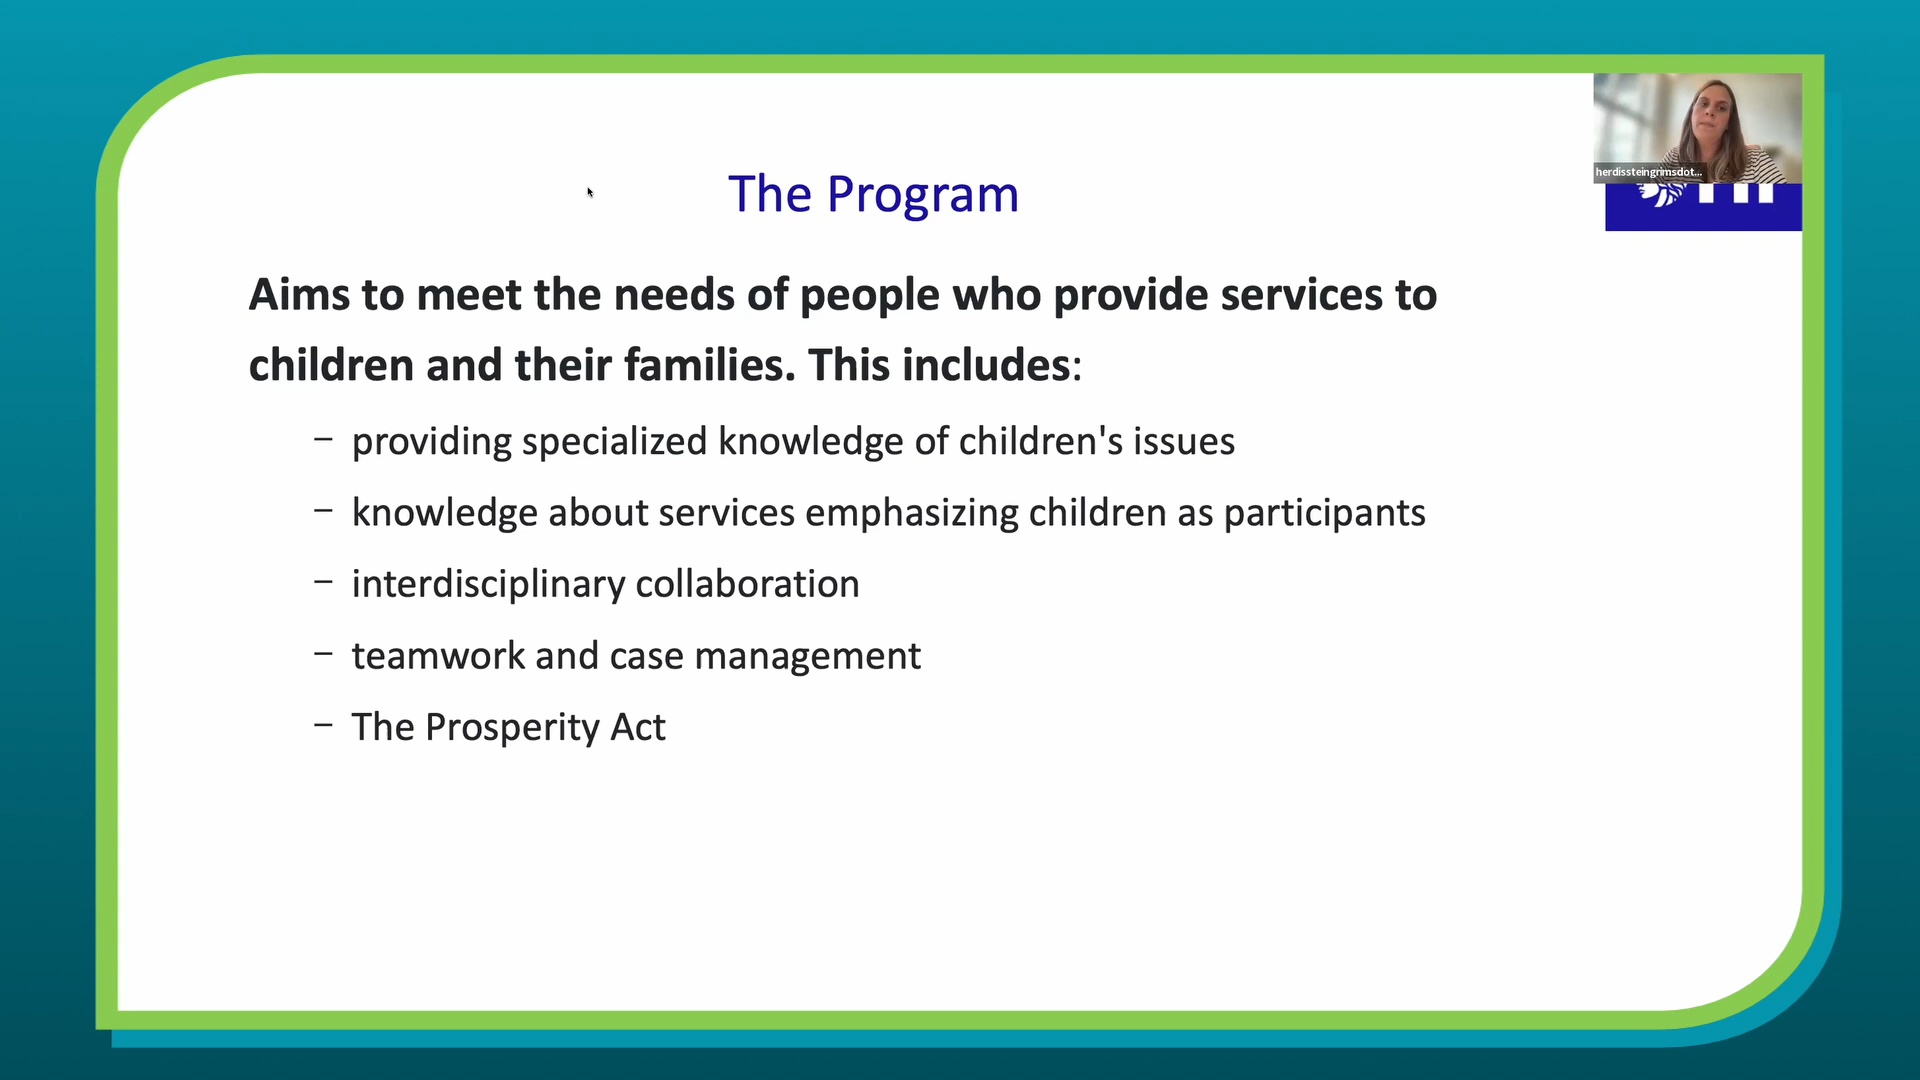 herdissteingrimsdot...
The Program
Aims to meet the needs of people who provide services to
children and their families. This includes:
– providing specialized knowledge of children's issues
– knowledge about services emphasizing children as participants
– interdisciplinary collaboration
– teamwork and case management
– The Prosperity Act